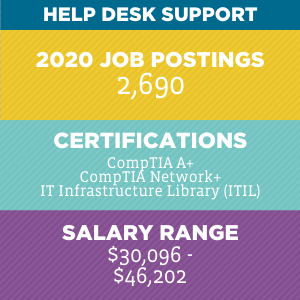 HELP DESK SUPPORT
2020 JOB POSTINGS
2,690
CERTIFICATIONS
CompTIA A+
CompTIA Network+
IT Infrastructure Library (ITIL)
SALARY RANGE
$30,096 -
$46,202